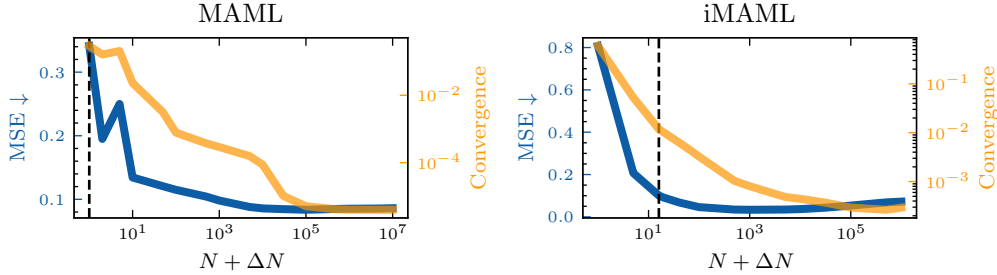 MAML
MSE ↓
0.3
0.2
0.1
10^1
10^3
10^5
10^7
N + ΔN
10^-2
10^-4
Convergence
iMAML
MSE ↓
0.8
0.6
0.4
0.2
0.0
10^1
10^3
10^5
N + ΔN
10^-1
10^-2
10^-3
Convergence